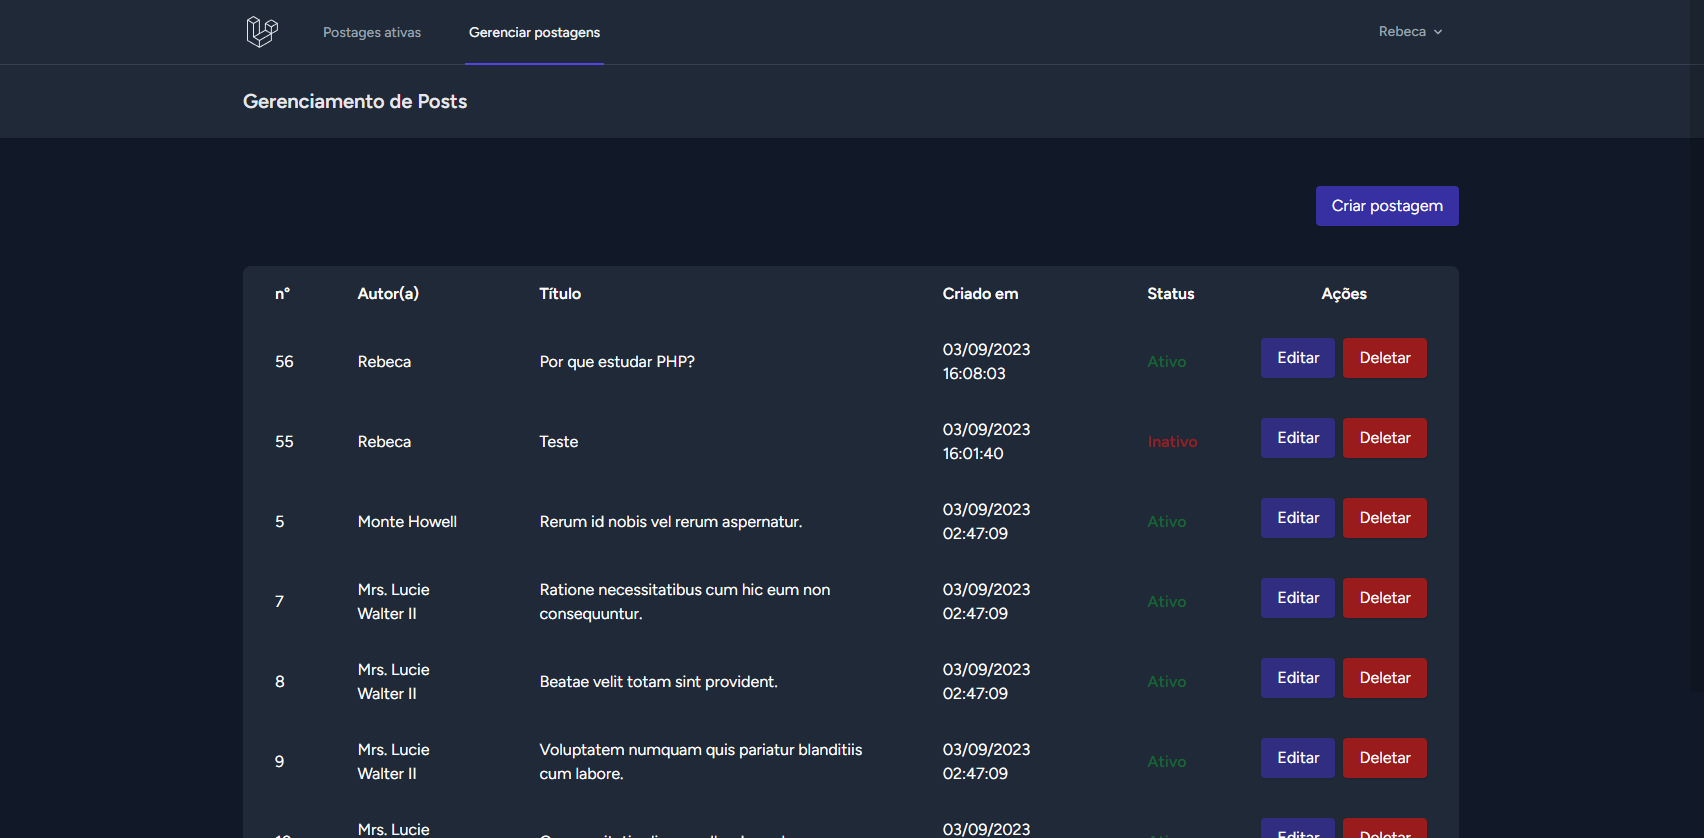 Postages ativas
Gerenciar postagens
Rebeca
Gerenciamento de Posts
Criar postagem
n° Autor(a) Título Criado em Status Ações
56 Rebeca Por que estudar PHP? 03/09/2023 16:08:03 Ativo Editar Deletar
55 Rebeca Teste 03/09/2023 16:01:40 Inativo Editar Deletar
5 Monte Howell Rerum id nobis vel rerum aspernatur. 03/09/2023 02:47:09 Ativo Editar Deletar
7 Mrs. Lucie Walter II Ratione necessitatibus cum hic eum non consequuntur. 03/09/2023 02:47:09 Ativo Editar Deletar
8 Mrs. Lucie Walter II Beatae velit totam sint provident. 03/09/2023 02:47:09 Ativo Editar Deletar
9 Mrs. Lucie Walter II Voluptatem numquam quis pariatur blanditiis cum labore. 03/09/2023 02:47:09 Ativo Editar Deletar
Mrs. Lucie 03/09/2023 Editar Deletar